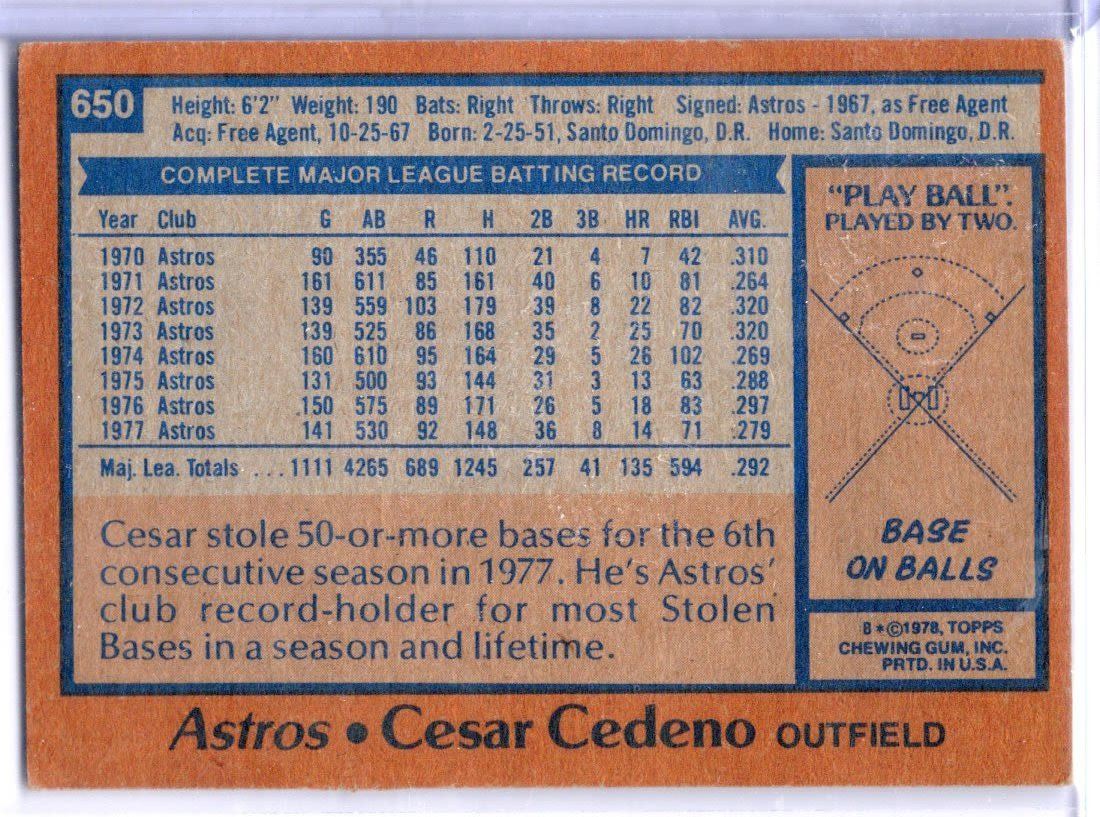 650
Height: 6'2" Weight: 190 Bats: Right Throws: Right Signed: Astros - 1967, as Free Agent
Acq: Free Agent, 10-25-67 Born: 2-25-51, Santo Domingo, D.R. Home: Santo Domingo, D.R.
COMPLETE MAJOR LEAGUE BATTING RECORD
Year Club G AB R H 2B 3B HR RBI AVG.
1970 Astros 90 355 46 110 21 4 7 42 .310
1971 Astros 161 611 85 161 40 6 10 81 .264
1972 Astros 139 559 103 179 39 8 22 82 .320
1973 Astros 139 525 86 168 35 2 25 70 .320
1974 Astros 160 610 95 164 29 5 26 102 .269
1975 Astros 131 500 93 144 31 3 13 63 .288
1976 Astros 150 575 89 171 26 5 18 83 .297
1977 Astros 141 530 92 148 36 8 14 71 .279
Maj. Lea. Totals ... 1111 4265 689 1245 257 41 135 594 .292
Cesar stole 50-or-more bases for the 6th
consecutive season in 1977. He's Astros'
club record-holder for most Stolen
Bases in a season and lifetime.
"PLAY BALL":
PLAYED BY TWO.
BASE
ON BALLS
B*©1978, TOPPS
CHEWING GUM, INC.
PRTD. IN U.S.A.
Astros • Cesar Cedeno OUTFIELD